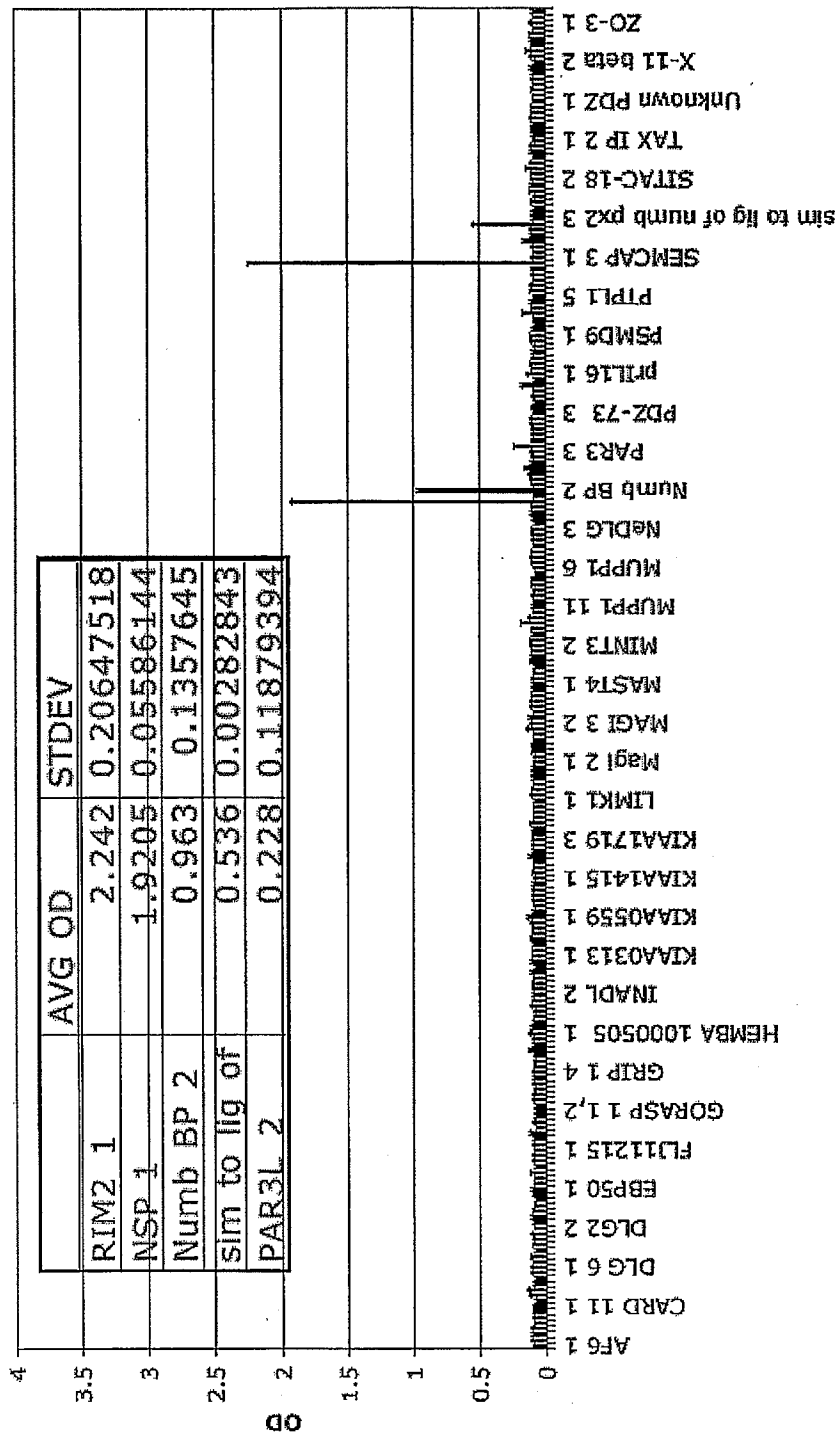 AVG OD STDEV
RIM2 1 2.242 0.20647518
NSP 1 1.9205 0.05586144
Numb BP 2 0.963 0.1357645
sim to lig of 0.536 0.00282843
PAR3L 2 0.228 0.11879394
OD
4
3.5
3
2.5
2
1.5
1
0.5
0
AF6 1
CARD 11 1
DLG 6 1
DLG2 2
EBP50 1
FLJ11215 1
GORASP 1 1,2
GRIP 1 4
HEMBA 1000505 1
INADL 2
KIAA0313 1
KIAA0559 1
KIAA1415 1
KIAA1719 3
LIMK1 1
Magi 2 1
MAGI 3 2
MAST4 1
MINT3 2
MUPP1 11
MUPP1 6
NeDLG 3
Numb BP 2
PAR3 3
PDZ-73 3
prIL16 1
PSMD9 1
PTPL1 5
SEMCAP 3 1
sim to lig of numb px2 3
SITAC-18 2
TAX IP 2 1
Unknown PDZ 1
X-11 beta 2
ZO-3 1